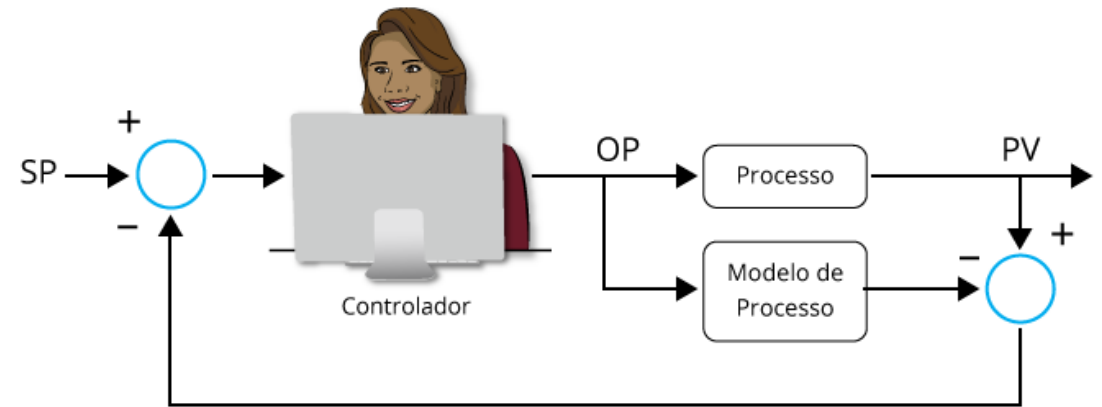 +
SP
−
Controlador
OP
Processo
PV
Modelo de
Processo
−
+